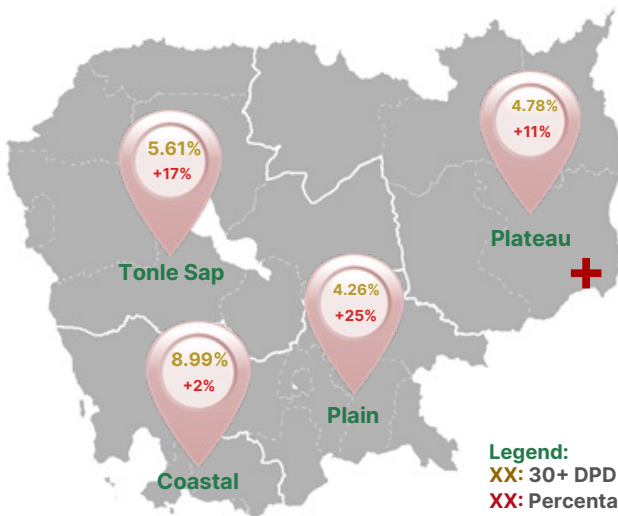 4.78%
+11%
Plateau
5.61%
+17%
Tonle Sap
4.26%
+25%
Plain
8.99%
+2%
Coastal
Legend:
XX: 30+ DPD
XX: Percenta